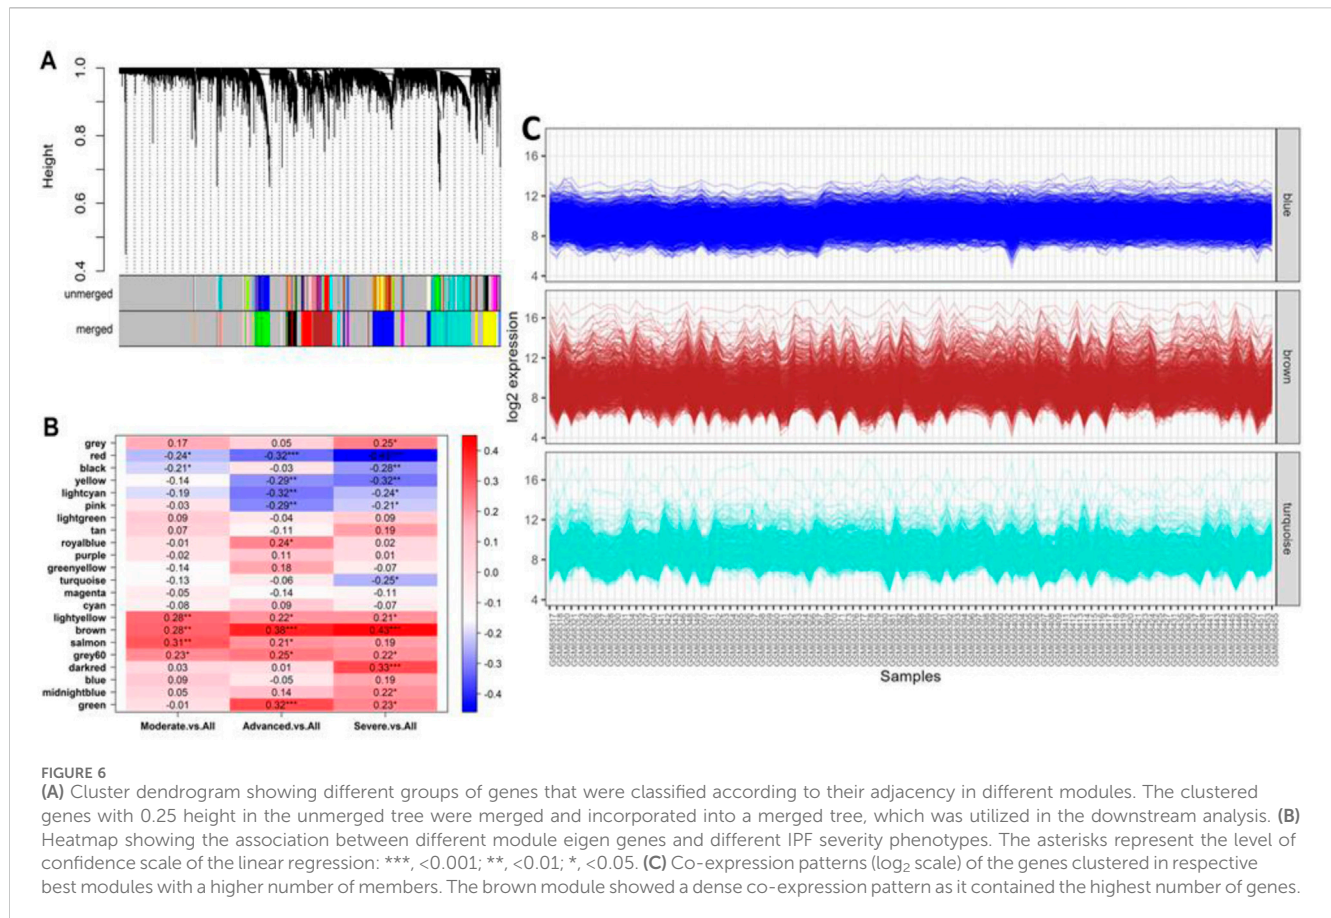 A
Height
1.0
0.8
0.6
0.4
unmerged
merged
B
grey 0.17 0.05 0.25*
red -0.24* -0.32***
black -0.21* -0.03 -0.28**
yellow -0.14 -0.29** -0.32**
lightcyan -0.19 -0.32** -0.24*
pink -0.03 -0.29** -0.21*
lightgreen 0.09 -0.04 0.09
tan 0.07 -0.11 0.19
royalblue -0.01 0.24* 0.02
purple -0.02 0.11 0.01
greenyellow -0.14 0.18 -0.07
turquoise -0.13 -0.06 -0.25*
magenta -0.05 -0.14 -0.11
cyan -0.08 0.09 -0.07
lightyellow 0.28** 0.22* 0.21*
brown 0.28** 0.38*** 0.43***
salmon 0.31** 0.21* 0.19
grey60 0.23* 0.25* 0.22*
darkred 0.03 0.01 0.33***
blue 0.09 -0.05 0.19
midnightblue 0.05 0.14 0.22*
green -0.01 0.32*** 0.23*
Moderate.vs.All Advanced.vs.All Severe.vs.All
0.4
0.3
0.2
0.1
0.0
-0.1
-0.2
-0.3
-0.4
C
log2 expression
16
12
8
4
blue
16
12
8
4
brown
16
12
8
4
turquoise
Samples
FIGURE 6
(A) Cluster dendrogram showing different groups of genes that were classified according to their adjacency in different modules. The clustered
genes with 0.25 height in the unmerged tree were merged and incorporated into a merged tree, which was utilized in the downstream analysis. (B)
Heatmap showing the association between different module eigen genes and different IPF severity phenotypes. The asterisks represent the level of
confidence scale of the linear regression: ***, <0.001; **, <0.01; *, <0.05. (C) Co-expression patterns (log₂ scale) of the genes clustered in respective
best modules with a higher number of members. The brown module showed a dense co-expression pattern as it contained the highest number of genes.